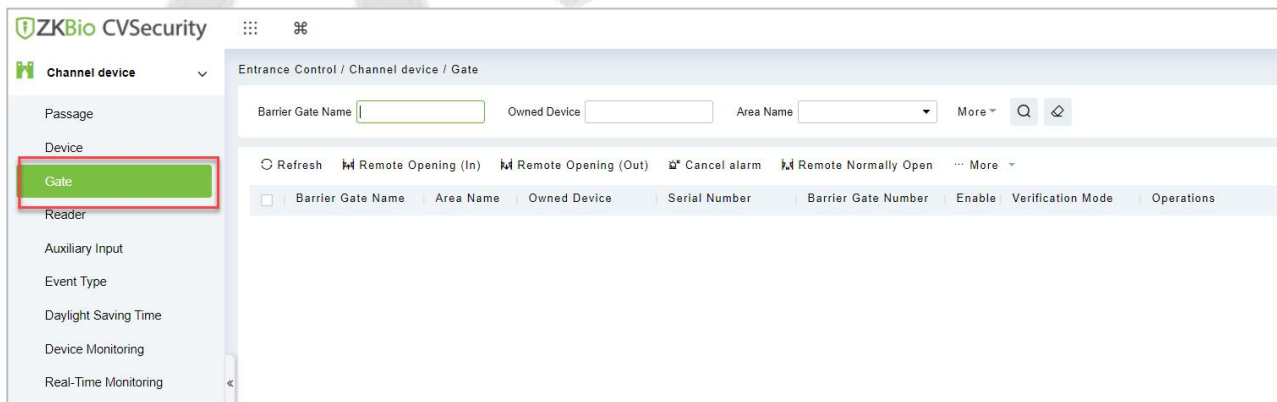 ZKBio CVSecurity
Channel device
Passage
Device
Gate
Reader
Auxiliary Input
Event Type
Daylight Saving Time
Device Monitoring
Real-Time Monitoring
Entrance Control / Channel device / Gate
Barrier Gate Name Owned Device Area Name More
Refresh Remote Opening (In) Remote Opening (Out) Cancel alarm Remote Normally Open ··· More
Barrier Gate Name Area Name Owned Device Serial Number Barrier Gate Number Enable Verification Mode Operations